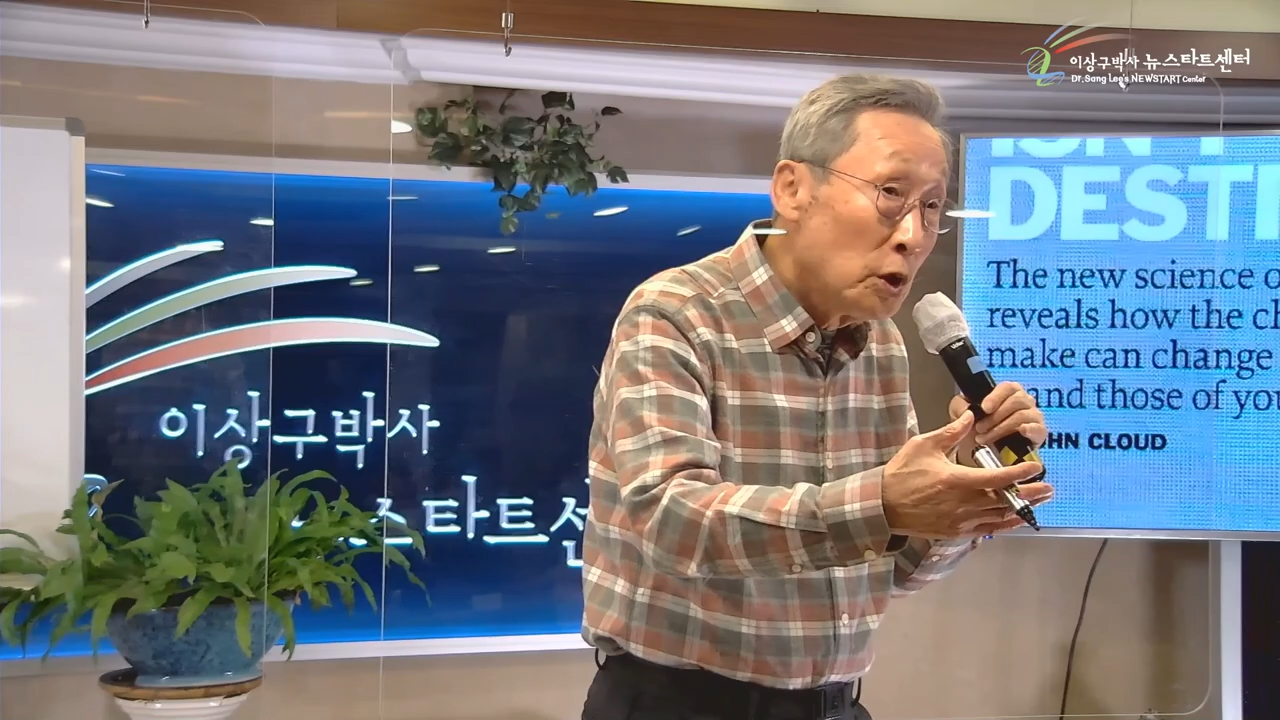 이상구박사 뉴스타트센터
Dr.Sang Lee's NEWSTART Center
이상구박사
스타트센
ISN'T
DESTI
The new science o
reveals how the ch
make can change
and those of you
HN CLOUD